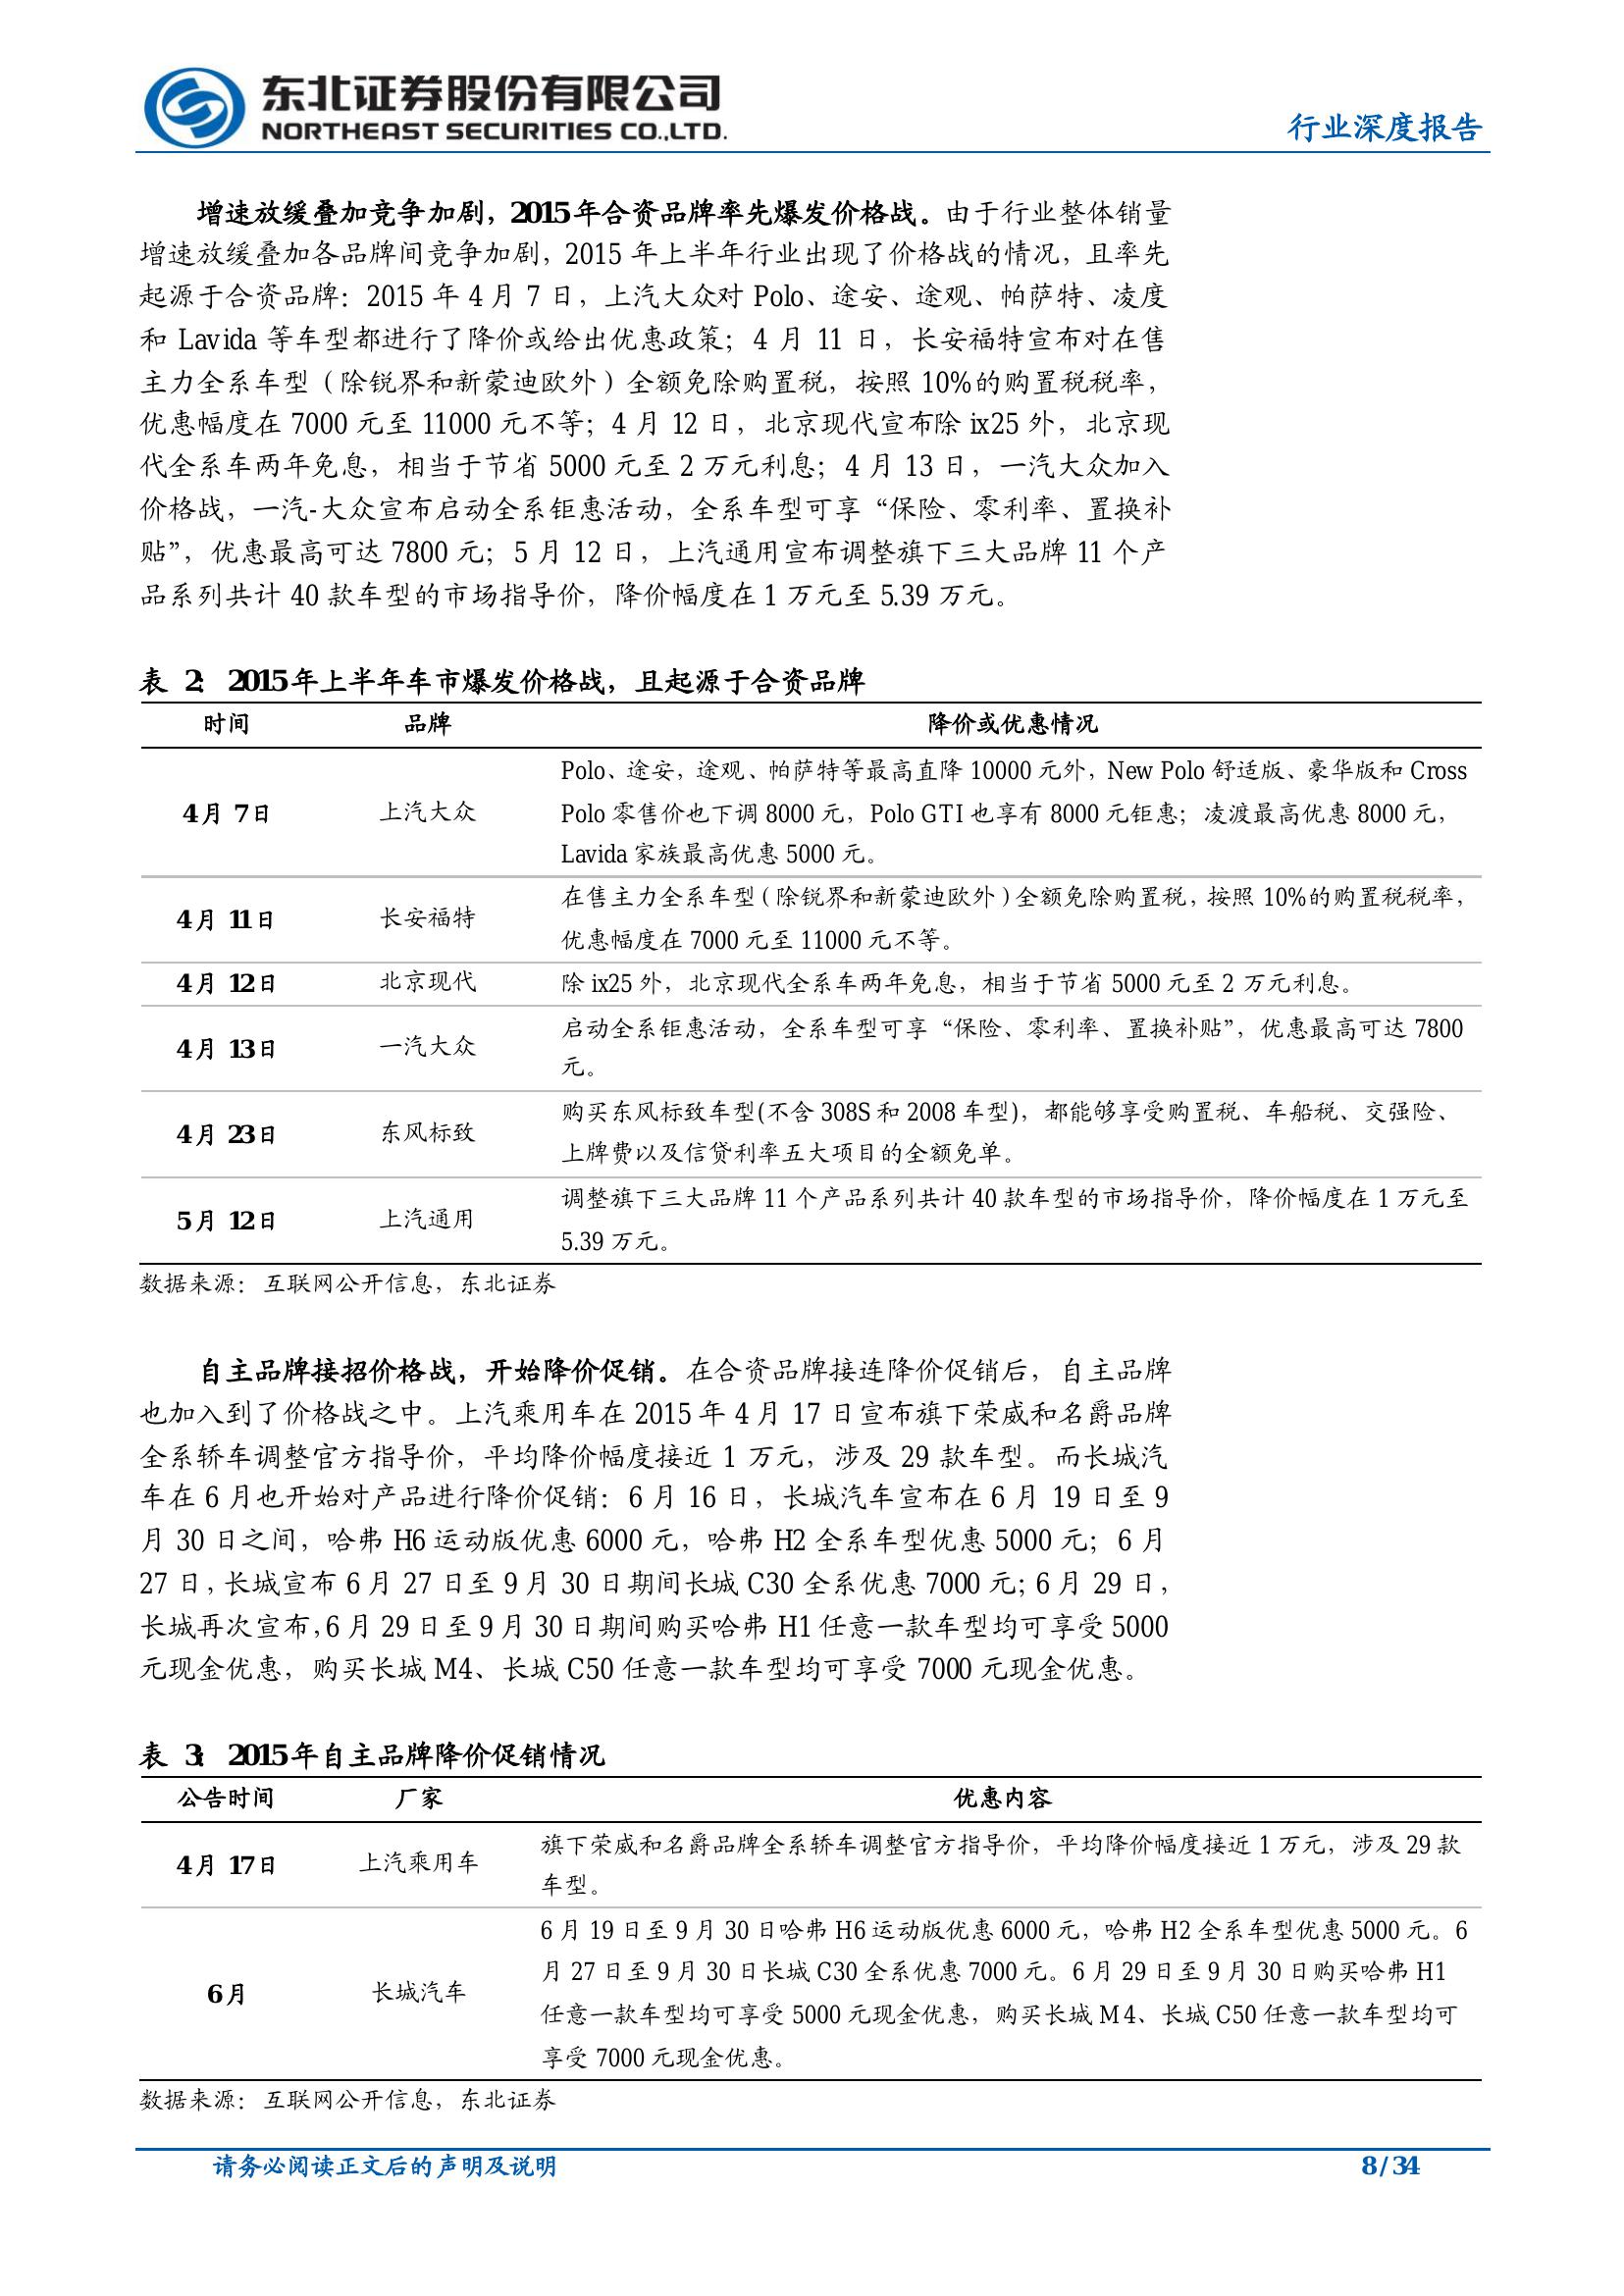 东北证券股份有限公司
NORTHEAST SECURITIES CO.,LTD.
行业深度报告
增速放缓叠加竞争加剧，2015年合资品牌率先爆发价格战。由于行业整体销量
增速放缓叠加各品牌间竞争加剧，2015 年上半年行业出现了价格战的情况，且率先
起源于合资品牌：2015 年 4 月 7 日，上汽大众对 Polo、途安、途观、帕萨特、凌度
和 Lavida 等车型都进行了降价或给出优惠政策；4 月 11 日，长安福特宣布对在售
主力全系车型（除锐界和新蒙迪欧外）全额免除购置税，按照 10%的购置税税率，
优惠幅度在 7000 元至 11000 元不等；4 月 12 日，北京现代宣布除 ix25 外，北京现
代全系车两年免息，相当于节省 5000 元至 2 万元利息；4 月 13 日，一汽大众加入
价格战，一汽-大众宣布启动全系钜惠活动，全系车型可享“保险、零利率、置换补
贴”，优惠最高可达 7800 元；5 月 12 日，上汽通用宣布调整旗下三大品牌 11 个产
品系列共计 40 款车型的市场指导价，降价幅度在 1 万元至 5.39 万元。
表 2： 2015年上半年车市爆发价格战，且起源于合资品牌
时间 品牌 降价或优惠情况
Polo、途安，途观、帕萨特等最高直降 10000 元外，New Polo 舒适版、豪华版和 Cross
4月 7日 上汽大众 Polo 零售价也下调 8000 元，Polo GTI 也享有 8000 元钜惠；凌渡最高优惠 8000 元，
Lavida 家族最高优惠 5000 元。
在售主力全系车型（除锐界和新蒙迪欧外）全额免除购置税，按照 10%的购置税税率，
4月 11日 长安福特
优惠幅度在 7000 元至 11000 元不等。
4月 12日 北京现代 除 ix25 外，北京现代全系车两年免息，相当于节省 5000 元至 2 万元利息。
启动全系钜惠活动，全系车型可享“保险、零利率、置换补贴”，优惠最高可达 7800
4月 13日 一汽大众
元。
购买东风标致车型(不含 308S 和 2008 车型)，都能够享受购置税、车船税、交强险、
4月 23日 东风标致
上牌费以及信贷利率五大项目的全额免单。
调整旗下三大品牌 11 个产品系列共计 40 款车型的市场指导价，降价幅度在 1 万元至
5月 12日 上汽通用
5.39 万元。
数据来源：互联网公开信息，东北证券
自主品牌接招价格战，开始降价促销。在合资品牌接连降价促销后，自主品牌
也加入到了价格战之中。上汽乘用车在 2015 年 4 月 17 日宣布旗下荣威和名爵品牌
全系轿车调整官方指导价，平均降价幅度接近 1 万元，涉及 29 款车型。而长城汽
车在 6 月也开始对产品进行降价促销：6 月 16 日，长城汽车宣布在 6 月 19 日至 9
月 30 日之间，哈弗 H6 运动版优惠 6000 元，哈弗 H2 全系车型优惠 5000 元；6 月
27 日，长城宣布 6 月 27 日至 9 月 30 日期间长城 C30 全系优惠 7000 元；6 月 29 日，
长城再次宣布，6 月 29 日至 9 月 30 日期间购买哈弗 H1 任意一款车型均可享受 5000
元现金优惠，购买长城 M4、长城 C50 任意一款车型均可享受 7000 元现金优惠。
表 3： 2015年自主品牌降价促销情况
公告时间 厂家 优惠内容
旗下荣威和名爵品牌全系轿车调整官方指导价，平均降价幅度接近 1 万元，涉及 29 款
4月 17日 上汽乘用车
车型。
6 月 19 日至 9 月 30 日哈弗 H6 运动版优惠 6000 元，哈弗 H2 全系车型优惠 5000 元。6
月 27 日至 9 月 30 日长城 C30 全系优惠 7000 元。6 月 29 日至 9 月 30 日购买哈弗 H1
6月 长城汽车
任意一款车型均可享受 5000 元现金优惠，购买长城 M4、长城 C50 任意一款车型均可
享受 7000 元现金优惠。
数据来源：互联网公开信息，东北证券
请务必阅读正文后的声明及说明
8 / 34